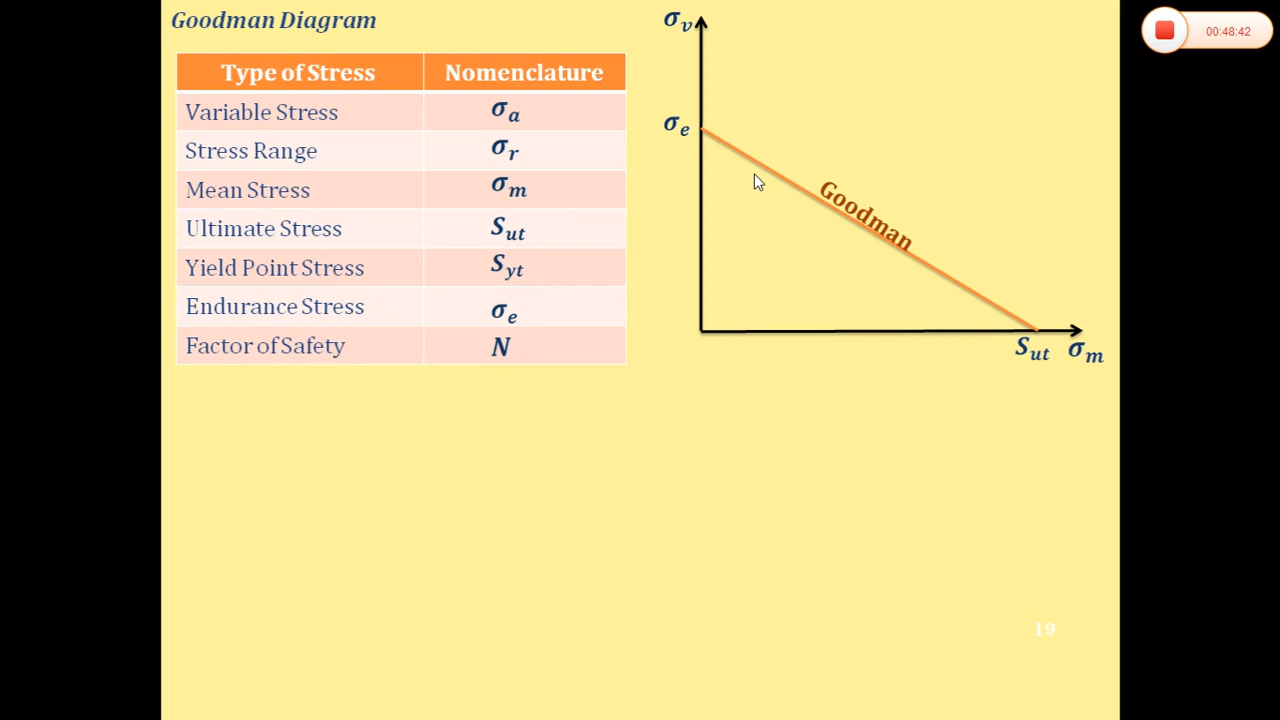 Goodman Diagram
Type of Stress Nomenclature
Variable Stress σₐ
Stress Range σᵣ
Mean Stress σₘ
Ultimate Stress Sᵤₜ
Yield Point Stress S_yt
Endurance Stress σₑ
Factor of Safety N
σᵥ
σₑ
Goodman
Sᵤₜ σₘ
19
00:48:42